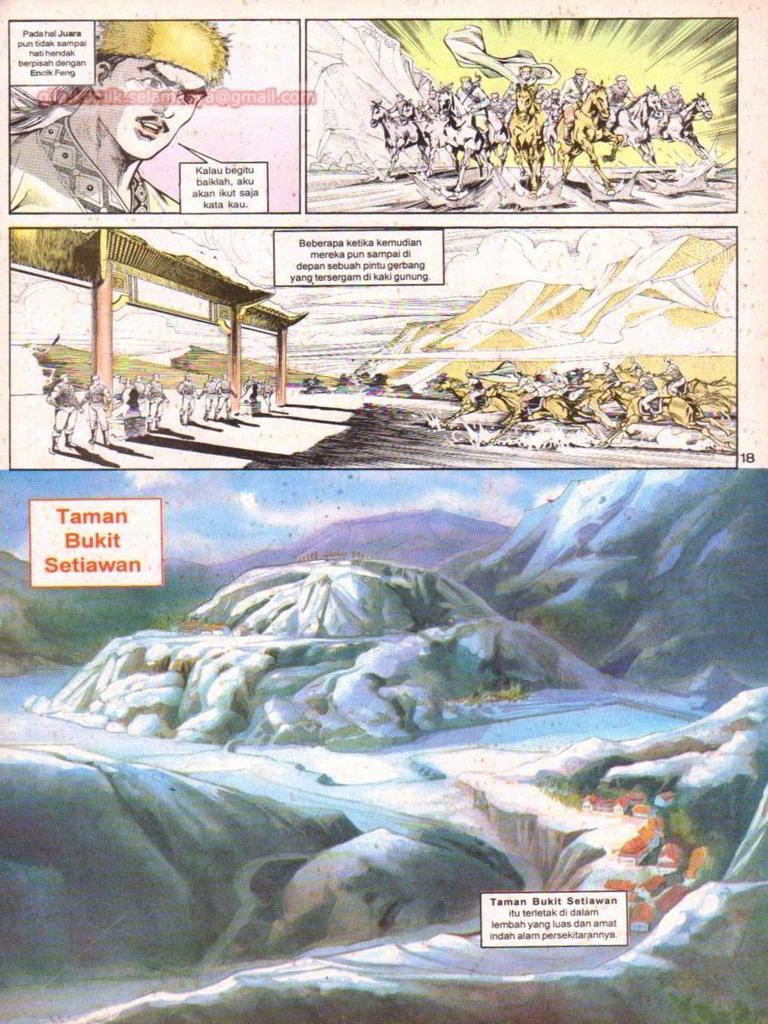 Pada hal Juara
pun tidak sampai
hati hendak
berpisah dengan
Encik Feng
Kalau begitu
baiklah, aku
akan ikut saja
kata kau.
Beberapa ketika kemudian
mereka pun sampai di
depan sebuah pintu gerbang
yang tersergam di kaki gunung.
18
Taman
Bukit
Setiawan
Taman Bukit Setiawan
itu terletak di dalam
lembah yang luas dan amat
indah alam persekitarannya.